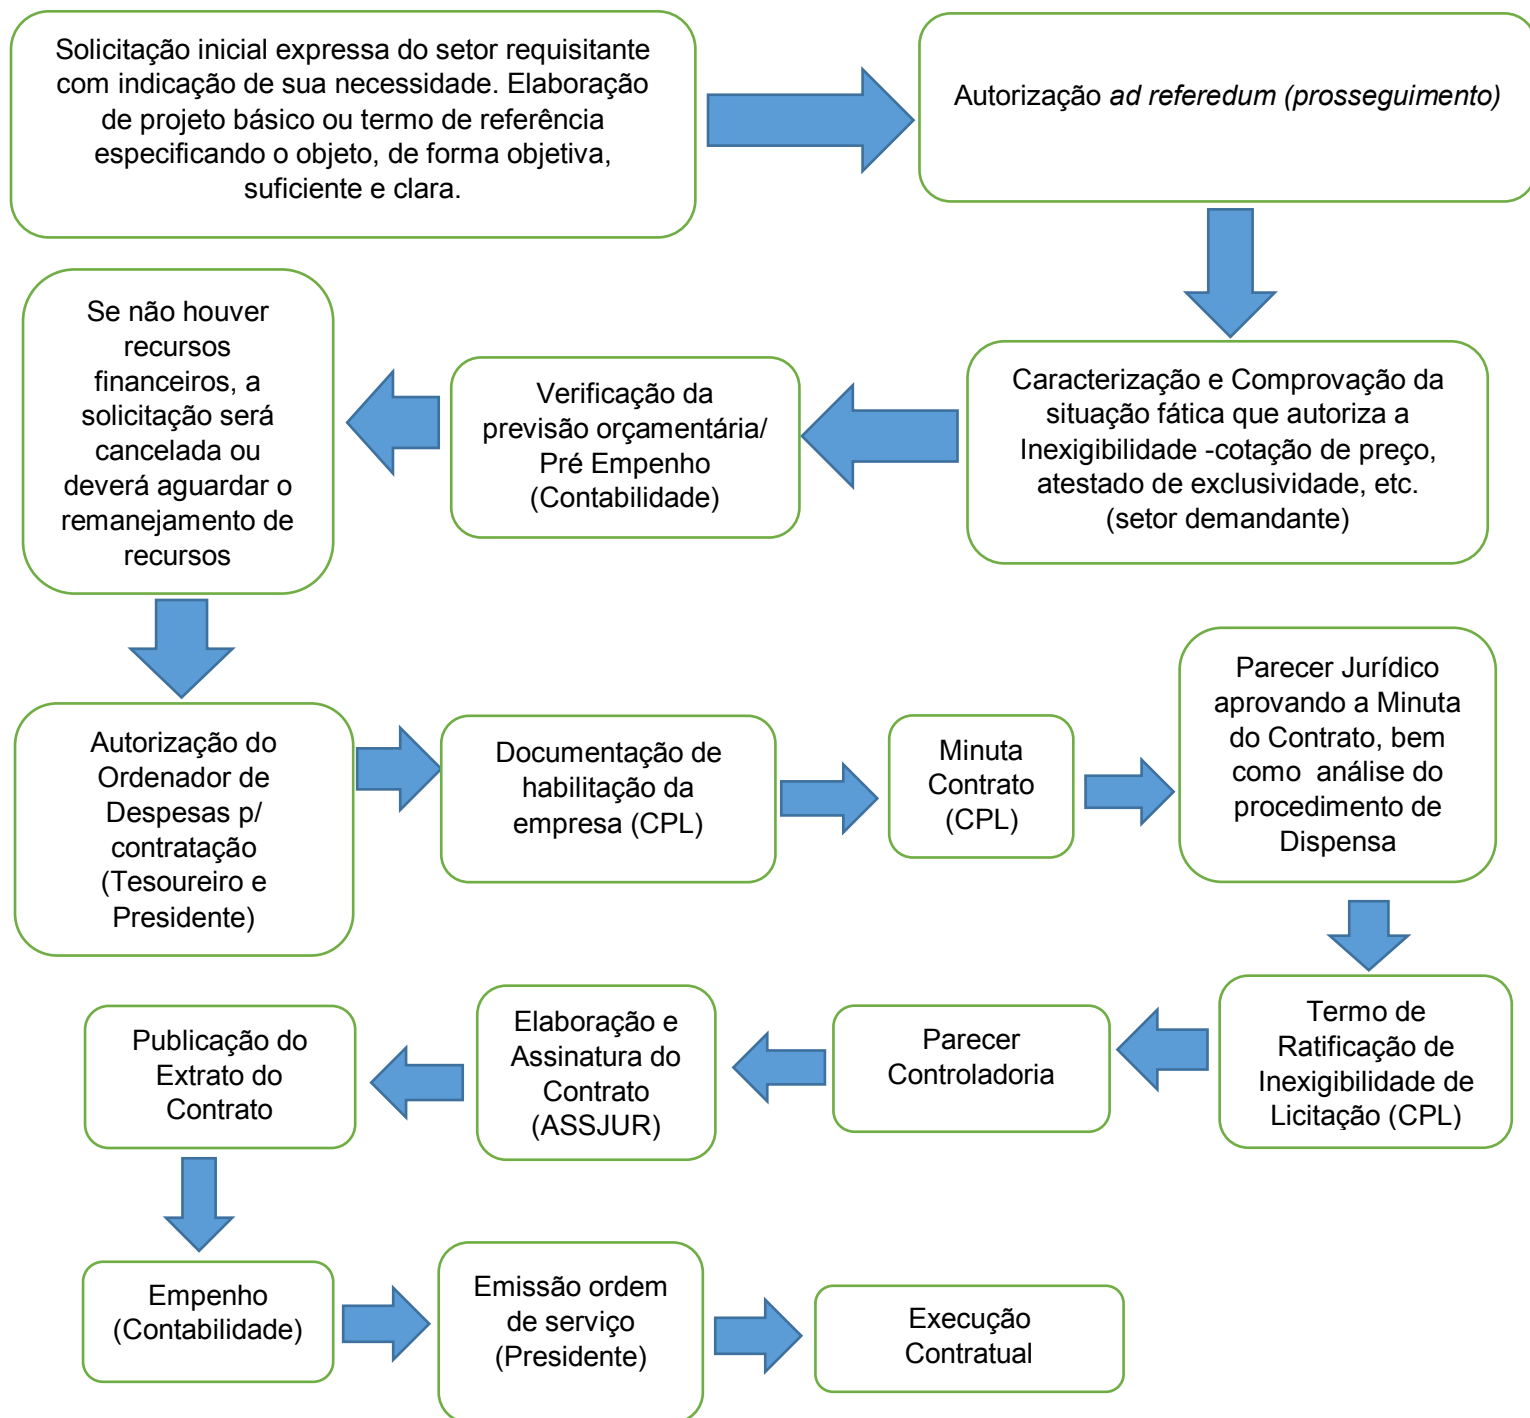 Solicitação inicial expressa do setor requisitante
com indicação de sua necessidade. Elaboração
de projeto básico ou termo de referência
especificando o objeto, de forma objetiva,
suficiente e clara.
Autorização ad referedum (prosseguimento)
Caracterização e Comprovação da
situação fática que autoriza a
Inexigibilidade -cotação de preço,
atestado de exclusividade, etc.
(setor demandante)
Verificação da
previsão orçamentária/
Pré Empenho
(Contabilidade)
Se não houver
recursos
financeiros, a
solicitação será
cancelada ou
deverá aguardar o
remanejamento de
recursos
Autorização do
Ordenador de
Despesas p/
contratação
(Tesoureiro e
Presidente)
Documentação de
habilitação da
empresa (CPL)
Minuta
Contrato
(CPL)
Parecer Jurídico
aprovando a Minuta
do Contrato, bem
como  análise do
procedimento de
Dispensa
Termo de
Ratificação de
Inexigibilidade de
Licitação (CPL)
Parecer
Controladoria
Elaboração e
Assinatura do
Contrato
(ASSJUR)
Publicação do
Extrato do
Contrato
Empenho
(Contabilidade)
Emissão ordem
de serviço
(Presidente)
Execução
Contratual